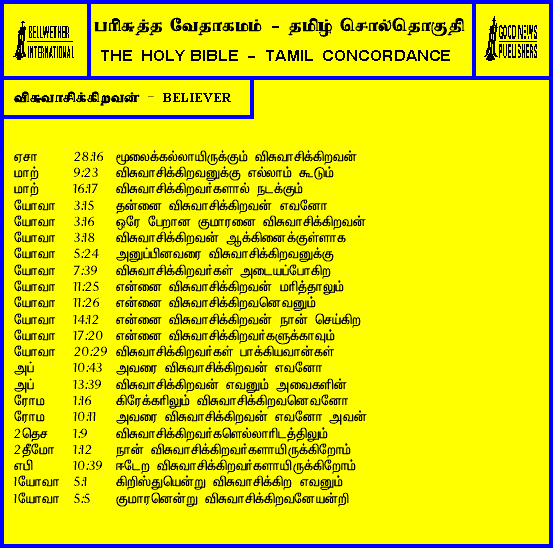 BELLWETHER
INTERNATIONAL
பரிசுத்த வேதாகமம் - தமிழ் சொல்தொகுதி
THE HOLY BIBLE - TAMIL CONCORDANCE
GOOD NEWS
PUBLISHERS
விசுவாசிக்கிறவன் - BELIEVER
ஏசா 28:16 மூலைக்கல்லாயிருக்கும் விசுவாசிக்கிறவன்
மாற் 9:23 விசுவாசிக்கிறவனுக்கு எல்லாம் கூடும்
மாற் 16:17 விசுவாசிக்கிறவர்களால் நடக்கும்
யோவா 3:15 தன்னை விசுவாசிக்கிறவன் எவனோ
யோவா 3:16 ஒரே பேறான குமாரனை விசுவாசிக்கிறவன்
யோவா 3:18 விசுவாசிக்கிறவன் ஆக்கினைக்குள்ளாக
யோவா 5:24 அனுப்பினவரை விசுவாசிக்கிறவனுக்கு
யோவா 7:39 விசுவாசிக்கிறவர்கள் அடையப்போகிற
யோவா 11:25 என்னை விசுவாசிக்கிறவன் மரித்தாலும்
யோவா 11:26 என்னை விசுவாசிக்கிறவனெவனும்
யோவா 14:12 என்னை விசுவாசிக்கிறவன் நான் செய்கிற
யோவா 17:20 என்னை விசுவாசிக்கிறவர்களுக்காவும்
யோவா 20:29 விசுவாசிக்கிறவர்கள் பாக்கியவான்கள்
அப் 10:43 அவரை விசுவாசிக்கிறவன் எவனோ
அப் 13:39 விசுவாசிக்கிறவன் எவனும் அவைகளின்
ரோம 1:16 கிரேக்கரிலும் விசுவாசிக்கிறவனெவனோ
ரோம 10:11 அவரை விசுவாசிக்கிறவன் எவனோ அவன்
2தெச 1:9 விசுவாசிக்கிறவர்களெல்லாரிடத்திலும்
2தீமோ 1:12 நான் விசுவாசிக்கிறவர்களாயிருக்கிறோம்
எபி 10:39 ஈடேற விசுவாசிக்கிறவர்களாயிருக்கிறோம்
1யோவா 5:1 கிறிஸ்துயென்று விசுவாசிக்கிற எவனும்
1யோவா 5:5 குமாரனென்று விசுவாசிக்கிறவனேயன்றி